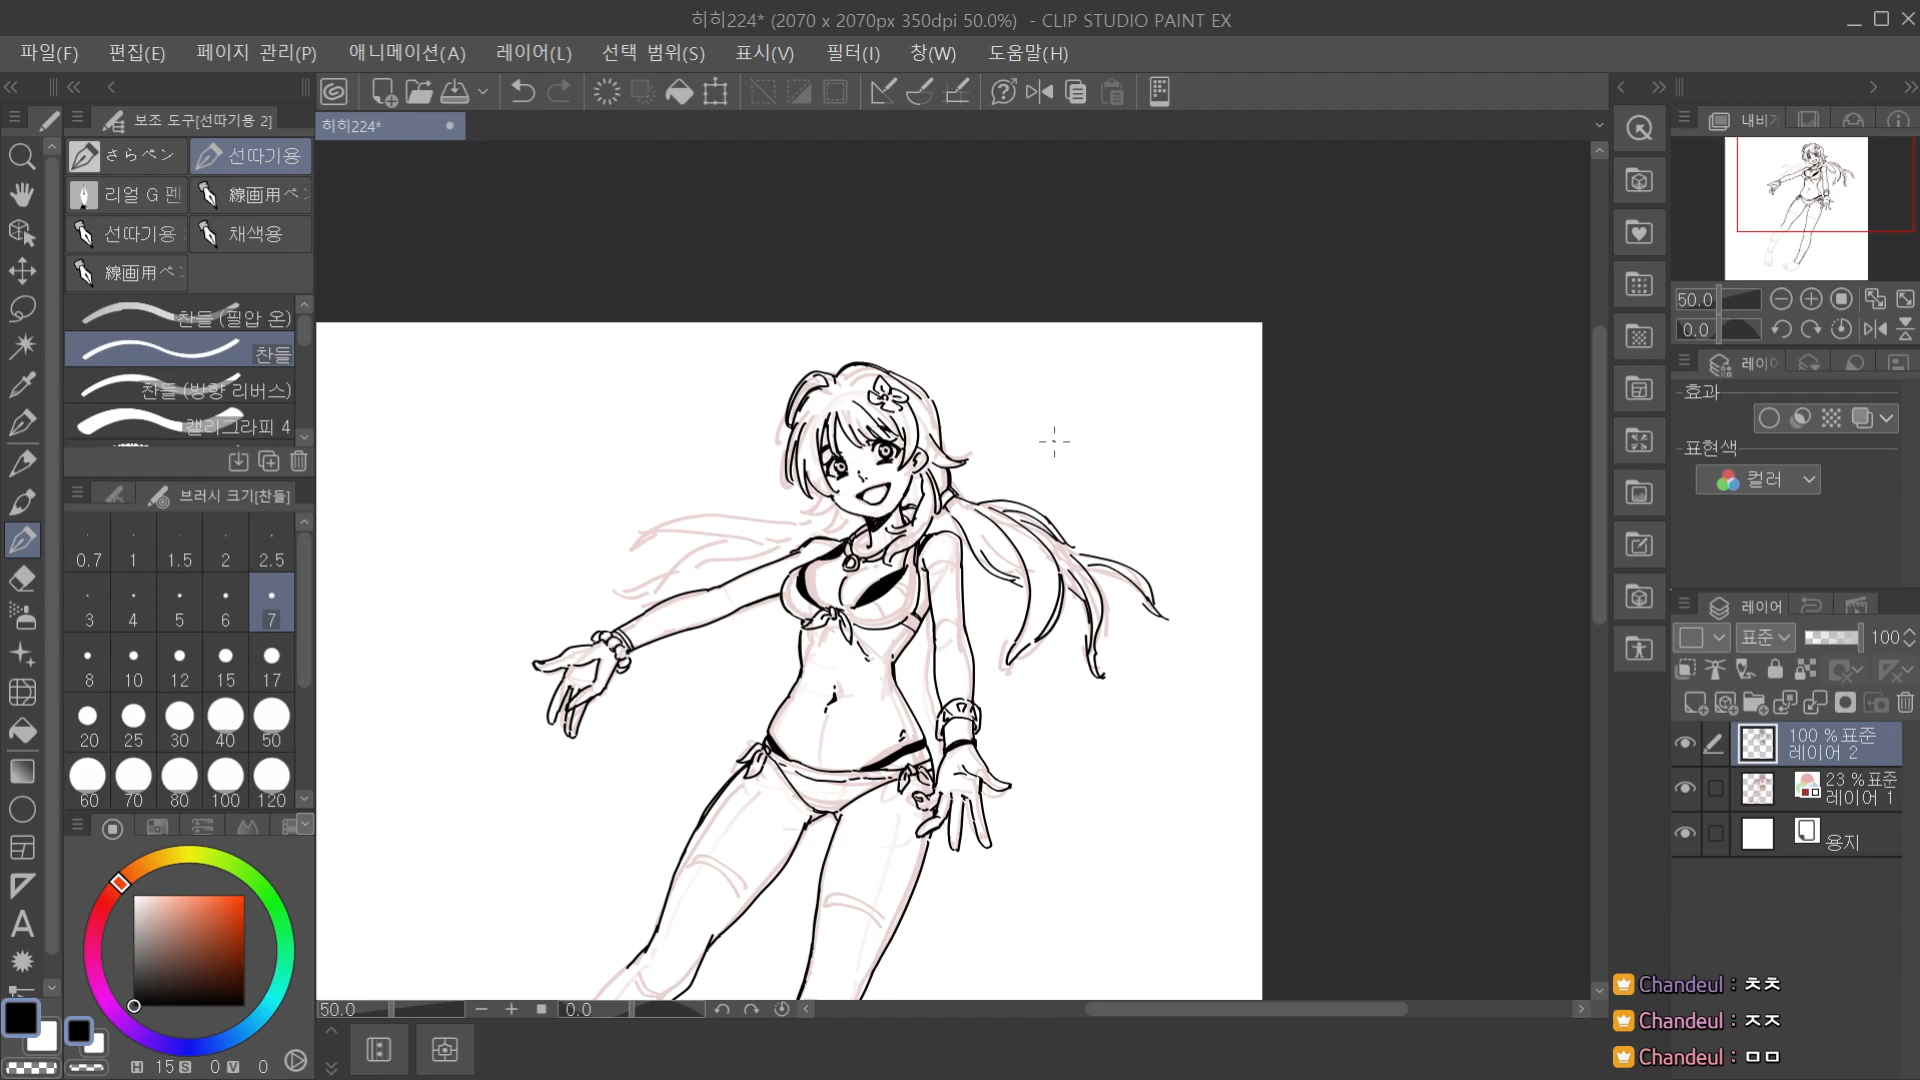 히히224* (2070 x 2070px 350dpi 50.0%) - CLIP STUDIO PAINT EX
파일(F) 편집(E) 페이지 관리(P) 애니메이션(A) 레이어(L) 선택 범위(S) 표시(V) 필터(I) 창(W) 도움말(H)
보조 도구[선따기용 2]
히히224*
내비
さらペン 선따기용
리얼 G 펜 線画用ペ
선따기용 채색용
線画用ペ
찬들 (필압 온)
찬들
찬들 (방향 리버스)
캘리그라피 4
브러시 크기[찬들]
0.7 1 1.5 2 2.5
3 4 5 6 7
8 10 12 15 17
20 25 30 40 50
60 70 80 100 120
H 15 S 0 V 0
50.0 0.0
50.0
0.0
레이어
효과
표현색
컬러
레이어
표준 100
100 %표준
레이어 2
23 %표준
레이어 1
용지
Chandeul : ㅊㅊ
Chandeul : ㅈㅈ
Chandeul : ㅁㅁ